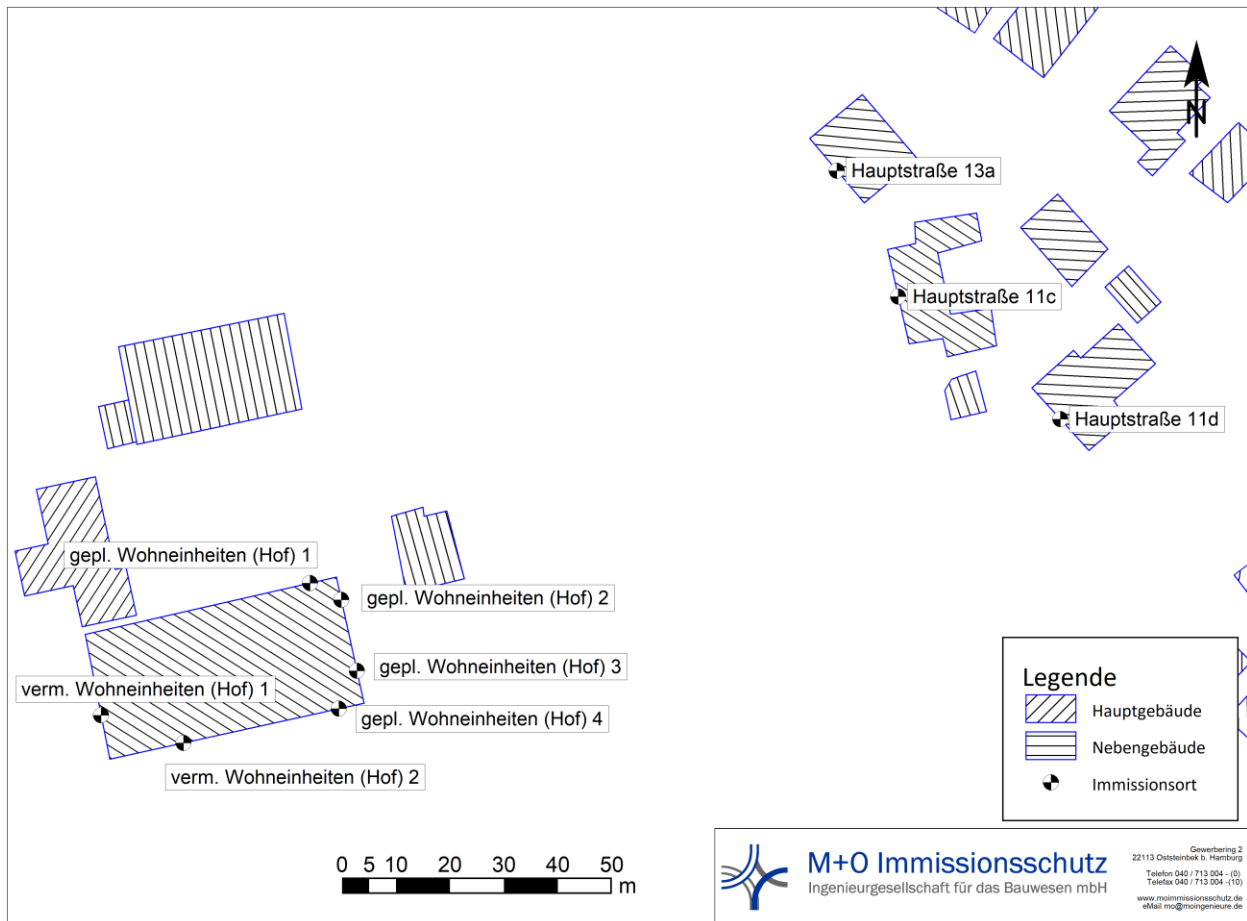 N
Hauptstraße 13a
Hauptstraße 11c
Hauptstraße 11d
gepl. Wohneinheiten (Hof) 1
gepl. Wohneinheiten (Hof) 2
gepl. Wohneinheiten (Hof) 3
verm. Wohneinheiten (Hof) 1
gepl. Wohneinheiten (Hof) 4
verm. Wohneinheiten (Hof) 2
Legende
Hauptgebäude
Nebengebäude
Immissionsort
0 5 10 20 30 40 50
m
M+O Immissionsschutz
Ingenieurgesellschaft für das Bauwesen mbH
Gewerbering 2
22113 Oststeinbek b. Hamburg
Telefon 040 / 713 004 - (0)
Telefax 040 / 713 004 -(10)
www.moimmissionsschutz.de
eMail mo@moingenieure.de